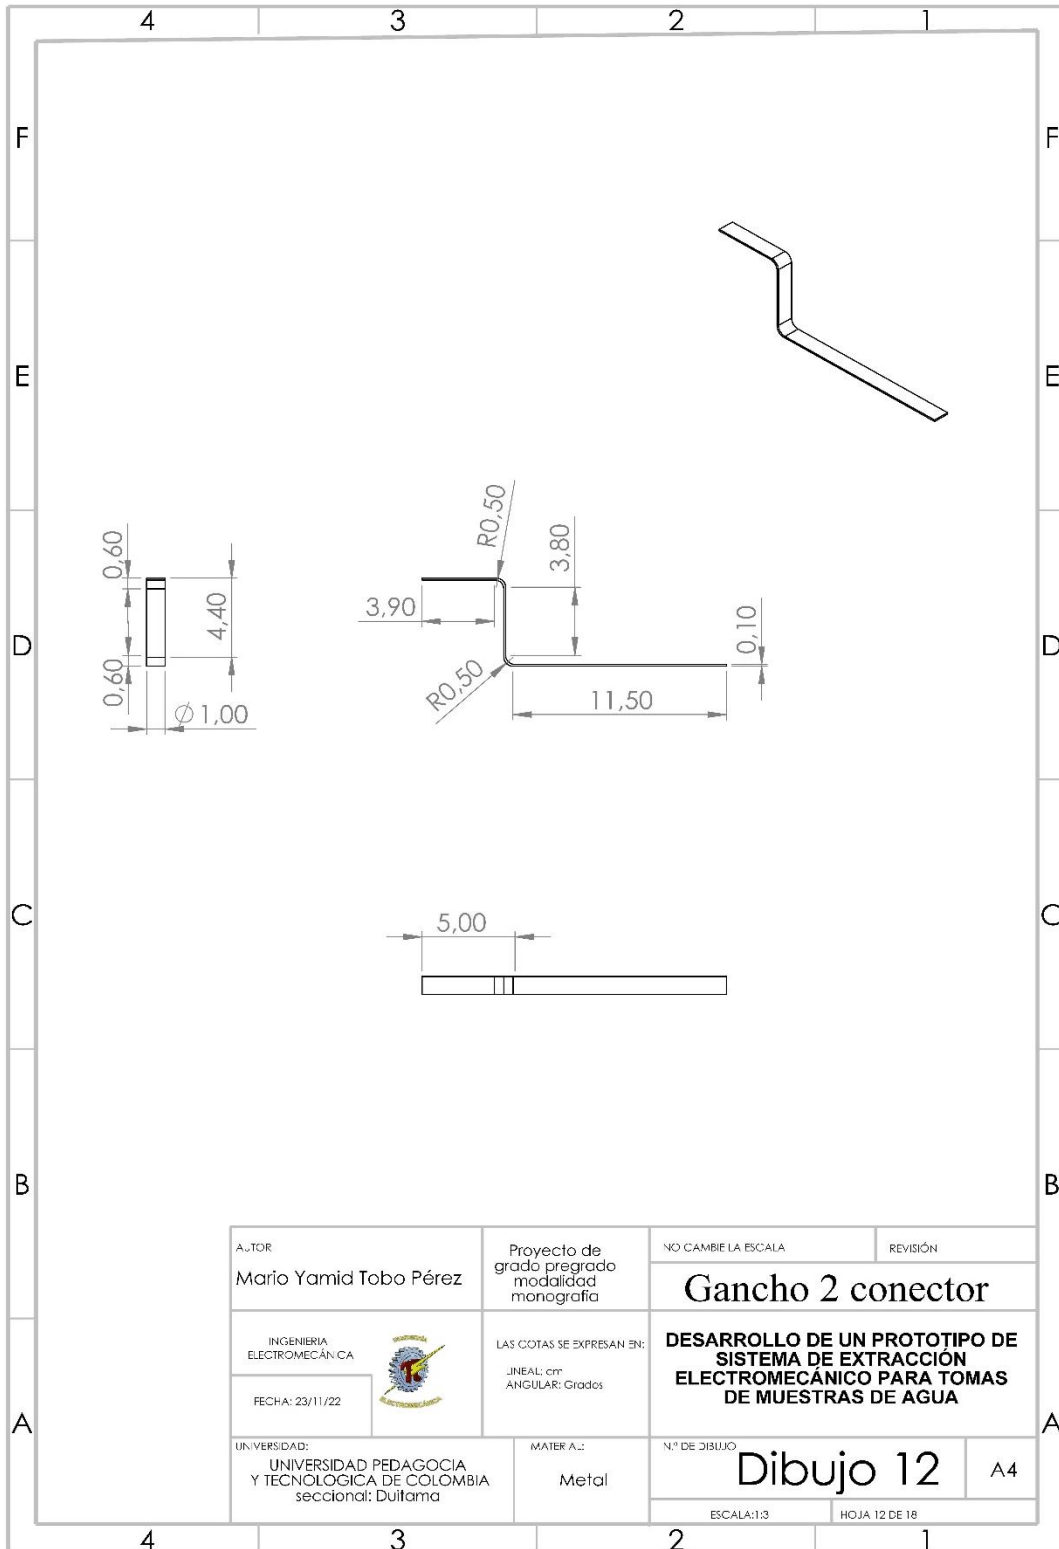 4 3 2 1
F F
E E
D D
C C
B B
A A
R0,50
3,80
0,60
3,90
4,40
0,10
0,60
R0,50
11,50
∅ 1,00
5,00
AUTOR
Mario Yamid Tobo Pérez
Proyecto de
grado pregrado
modalidad
monografia
NO CAMBIE LA ESCALA
REVISIÓN
Gancho 2 conector
INGENIERIA
ELECTROMECÁNICA
FECHA: 23/11/22
LAS COTAS SE EXPRESAN EN:
LINEAL: cm
ANGULAR: Grados
DESARROLLO DE UN PROTOTIPO DE
SISTEMA DE EXTRACCIÓN
ELECTROMECÁNICO PARA TOMAS
DE MUESTRAS DE AGUA
UNIVERSIDAD:
UNIVERSIDAD PEDAGOCIA
Y TECNOLOGICA DE COLOMBIA
seccional: Duitama
MATERIAL:
Metal
N.º DE DIBUJO
Dibujo 12
A4
ESCALA:1:3
HOJA 12 DE 18
4 3 2 1